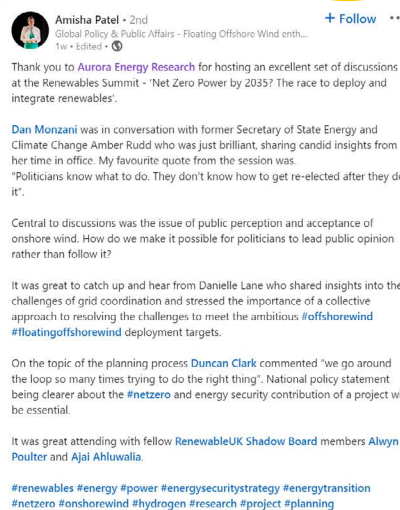 Amisha Patel • 2nd
+ Follow
Global Policy & Public Affairs - Floating Offshore Wind enth...
1w • Edited •
Thank you to Aurora Energy Research for hosting an excellent set of discussions
at the Renewables Summit - ‘Net Zero Power by 2035? The race to deploy and
integrate renewables’.
Dan Monzani was in conversation with former Secretary of State Energy and
Climate Change Amber Rudd who was just brilliant, sharing candid insights from
her time in office. My favourite quote from the session was.
“Politicians know what to do. They don’t know how to get re-elected after they do
it”.
Central to discussions was the issue of public perception and acceptance of
onshore wind. How do we make it possible for politicians to lead public opinion
rather than follow it?
It was great to catch up and hear from Danielle Lane who shared insights into the
challenges of grid coordination and stressed the importance of a collective
approach to resolving the challenges to meet the ambitious #offshorewind
#floatingoffshorewind deployment targets.
On the topic of the planning process Duncan Clark commented “we go around
the loop so many times trying to do the right thing”. National policy statement
being clearer about the #netzero and energy security contribution of a project wi
be essential.
It was great attending with fellow RenewableUK Shadow Board members Alwyn
Poulter and Ajai Ahluwalia.
#renewables #energy #power #energysecuritystrategy #energytransition
#netzero #onshorewind #hydrogen #research #project #planning